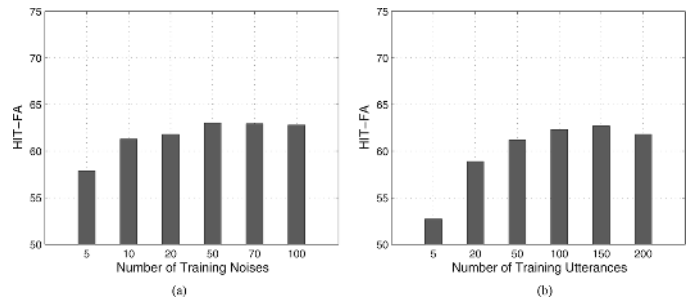 75
70
65
60
55
50
HIT−FA
5 10 20 50 70 100
Number of Training Noises
(a)
75
70
65
60
55
50
HIT−FA
5 20 50 100 150 200
Number of Training Utterances
(b)